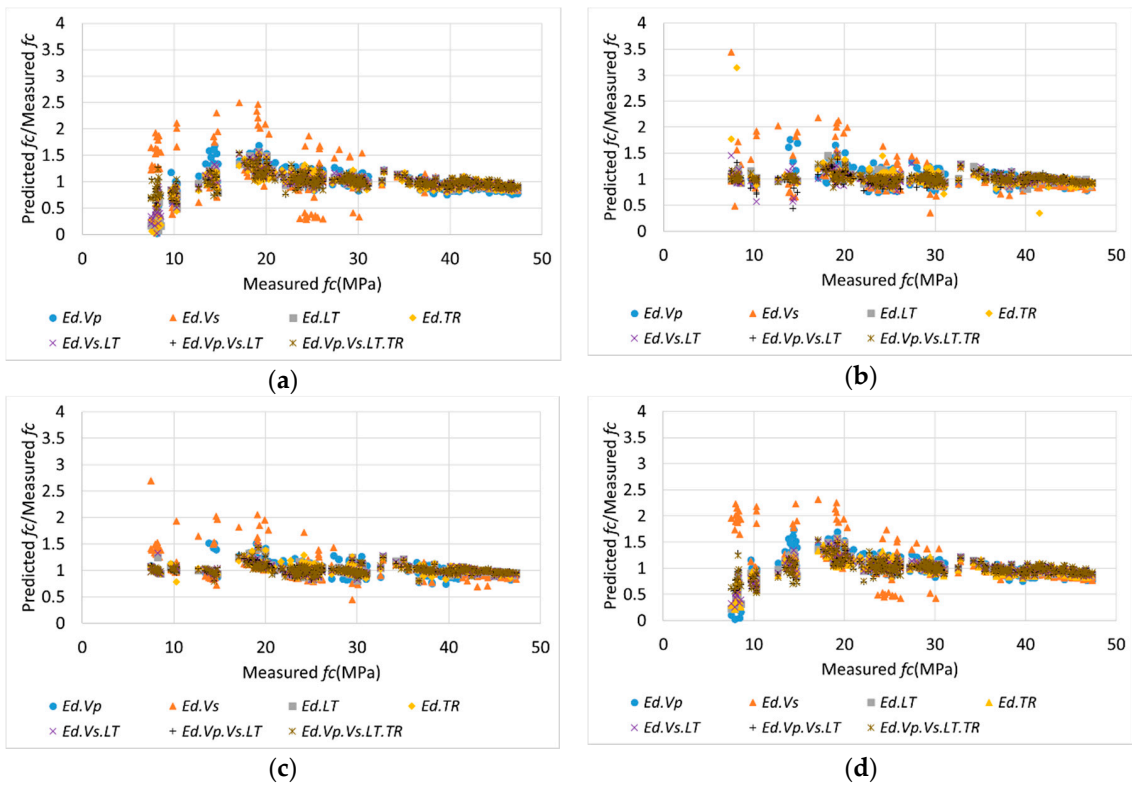 Predicted fc/Measured fc
4
3.5
3
2.5
2
1.5
1
0.5
0
0 10 20 30 40 50
Measured fc(MPa)
Ed.Vp Ed.Vs Ed.LT Ed.TR
Ed.Vs.LT Ed.Vp.Vs.LT Ed.Vp.Vs.LT.TR
(a)
Predicted fc/Measured fc
4
3.5
3
2.5
2
1.5
1
0.5
0
0 10 20 30 40 50
Measured fc(MPa)
Ed.Vp Ed.Vs Ed.LT Ed.TR
Ed.Vs.LT Ed.Vp.Vs.LT Ed.Vp.Vs.LT.TR
(b)
Predicted fc/Measured fc
4
3.5
3
2.5
2
1.5
1
0.5
0
0 10 20 30 40 50
Measured fc(MPa)
Ed.Vp Ed.Vs Ed.LT Ed.TR
Ed.Vs.LT Ed.Vp.Vs.LT Ed.Vp.Vs.LT.TR
(c)
Predicted fc/Measured fc
4
3.5
3
2.5
2
1.5
1
0.5
0
0 10 20 30 40 50
Measured fc(MPa)
Ed.Vp Ed.Vs Ed.LT Ed.TR
Ed.Vs.LT Ed.Vp.Vs.LT Ed.Vp.Vs.LT.TR
(d)